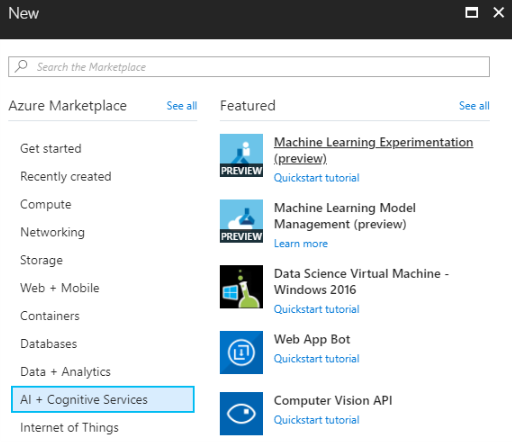 New
Search the Marketplace
Azure Marketplace
See all
Get started
Recently created
Compute
Networking
Storage
Web + Mobile
Containers
Databases
Data + Analytics
AI + Cognitive Services
Internet of Things
Featured
See all
PREVIEW
Machine Learning Experimentation
(preview)
Quickstart tutorial
PREVIEW
Machine Learning Model
Management (preview)
Learn more
Data Science Virtual Machine -
Windows 2016
Quickstart tutorial
Web App Bot
Quickstart tutorial
Computer Vision API
Quickstart tutorial